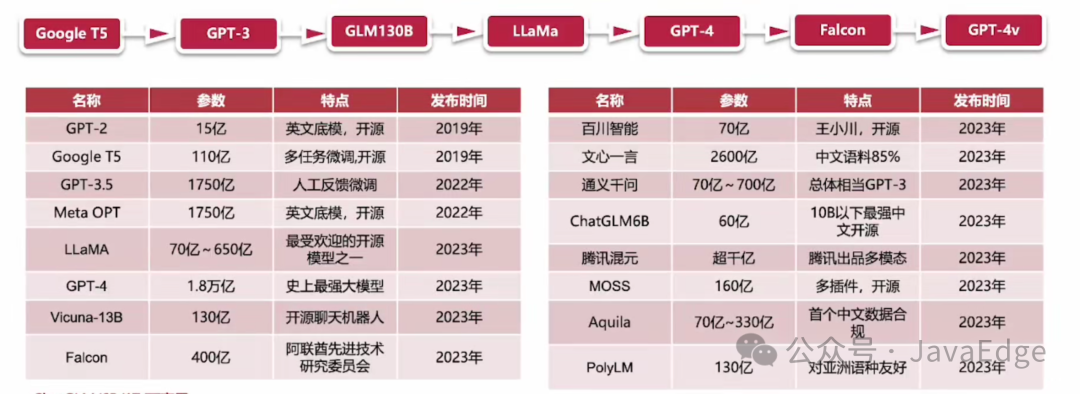 Google T5
GPT-3
GLM130B
LLaMa
GPT-4
Falcon
GPT-4v
名称 参数 特点 发布时间
GPT-2 15亿 英文底模，开源 2019年
Google T5 110亿 多任务微调,开源 2019年
GPT-3.5 1750亿 人工反馈微调 2022年
Meta OPT 1750亿 英文底模，开源 2022年
LLaMA 70亿～650亿 最受欢迎的开源
模型之一 2023年
GPT-4 1.8万亿 史上最强大模型 2023年
Vicuna-13B 130亿 开源聊天机器人 2023年
Falcon 400亿 阿联酋先进技术
研究委员会 2023年
名称 参数 特点 发布时间
百川智能 70亿 王小川，开源 2023年
文心一言 2600亿 中文语料85% 2023年
通义千问 70亿～700亿 总体相当GPT-3 2023年
ChatGLM6B 60亿 10B以下最强中
文开源 2023年
腾讯混元 超千亿 腾讯出品多模态 2023年
MOSS 160亿 多插件，开源 2023年
Aquila 70亿~330亿 首个中文数据合
规 2023年
PolyLM 130亿 对亚洲语种友好 2023年
公众号 · JavaEdge